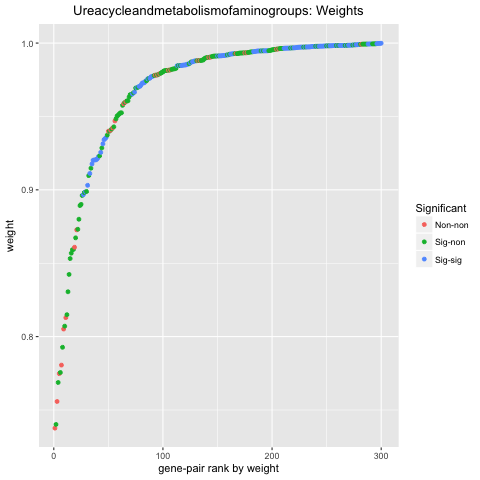 Ureacycleandmetabolismofaminogroups: Weights
1.0
0.9
0.8
weight
0
100
200
300
gene-pair rank by weight
Significant
Non-non
Sig-non
Sig-sig